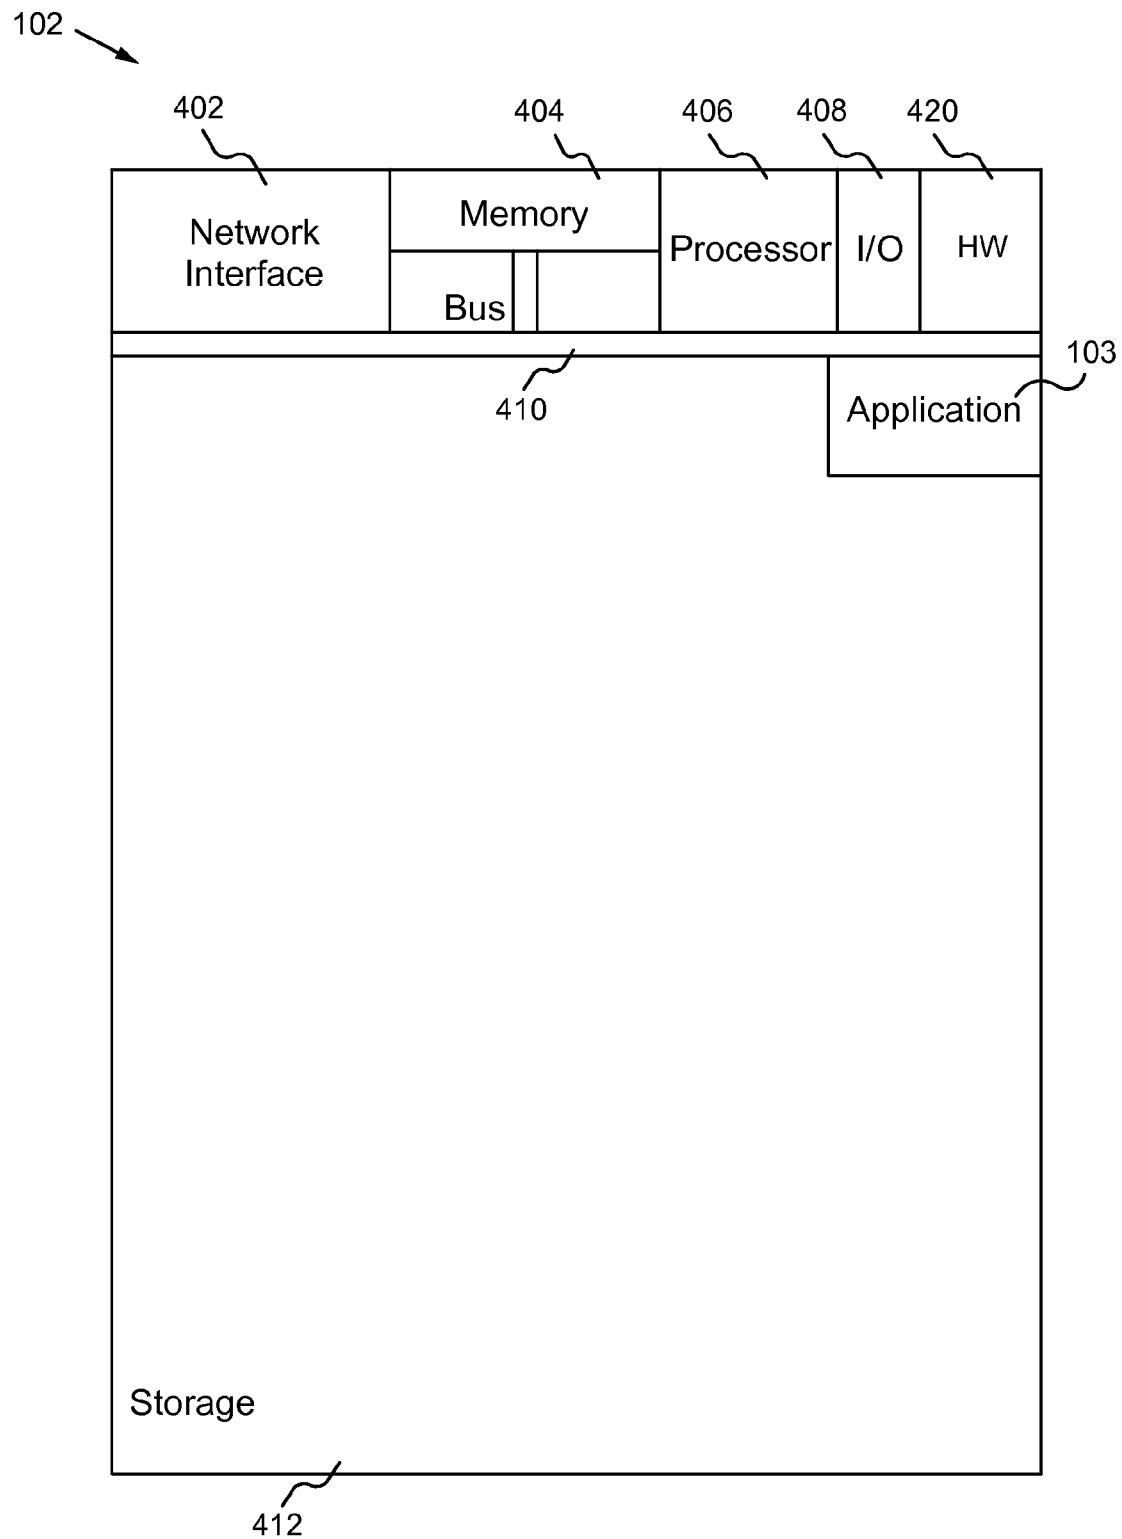 102
402
404
406
408
420
Network
Interface
Memory
Bus
Processor
I/O
HW
103
410
Application
Storage
412